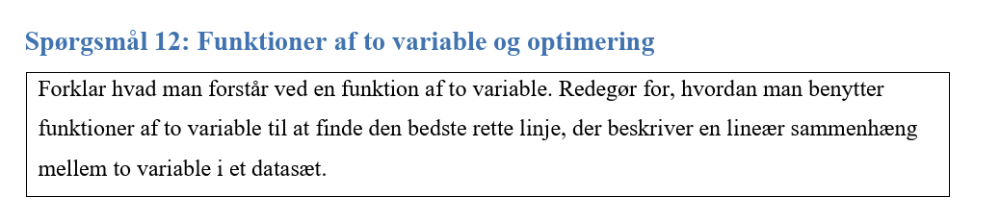 Spørgsmål 12: Funktioner af to variable og optimering
Forklar hvad man forstår ved en funktion af to variable. Redegør for, hvordan man benytter
funktioner af to variable til at finde den bedste rette linje, der beskriver en lineær sammenhæng
mellem to variable i et datasæt.